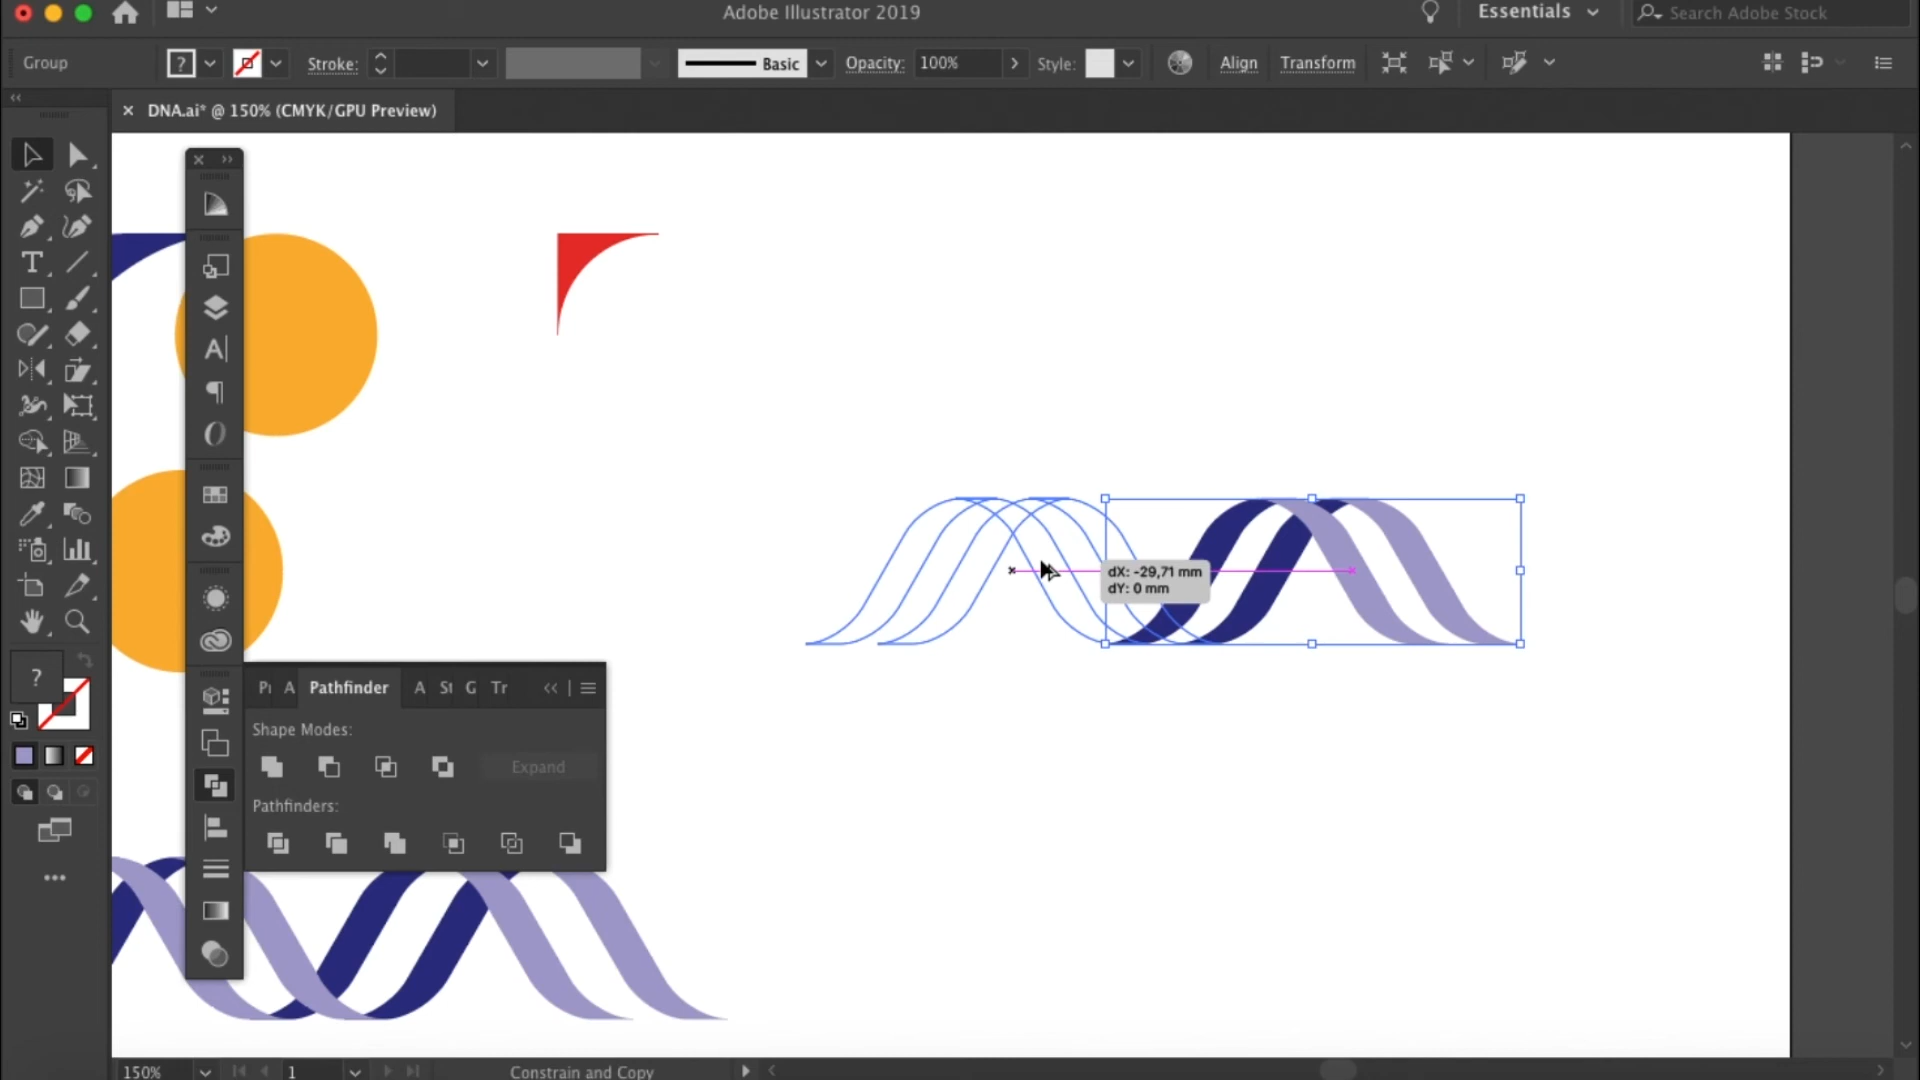 Adobe Illustrator 2019
Essentials
Search Adobe Stock
Group
?
Stroke:
Basic
Opacity:
100%
Style:
Align
Transform
× DNA.ai* @ 150% (CMYK/GPU Preview)
dX: -29,71 mm
dY: 0 mm
?
A Pathfinder A St G Tr
Shape Modes:
Expand
Pathfinders:
150%
1
Constrain and Copy